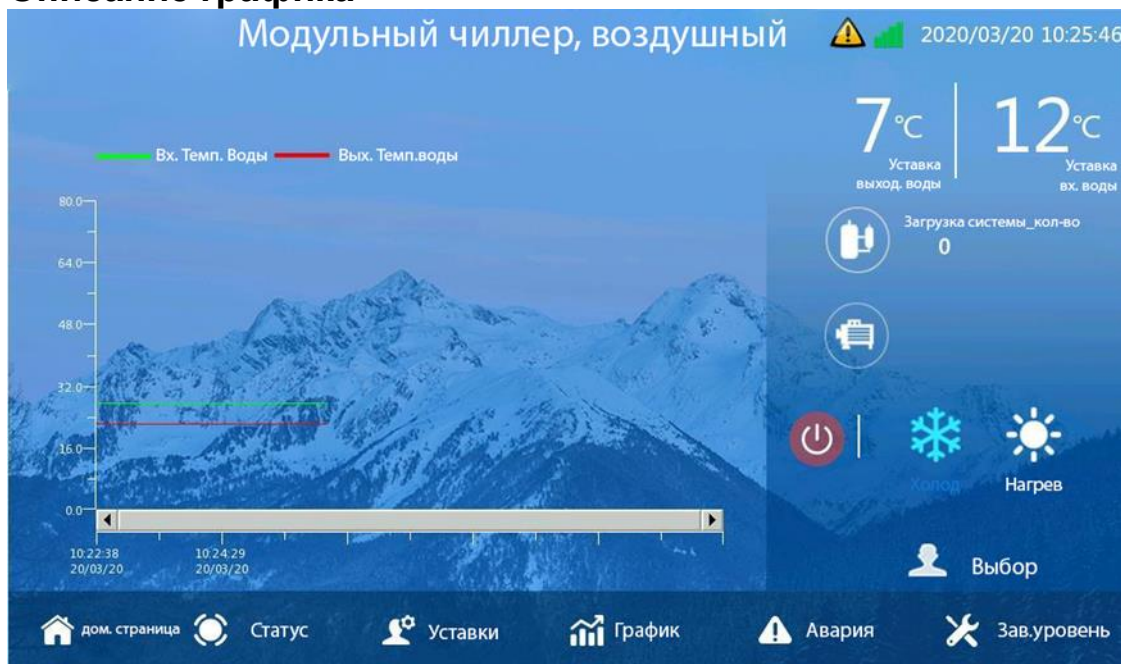 Описание графика
Модульный чиллер, воздушный
2020/03/20 10:25:46
7°C
12°C
Уставка
выход. воды
Уставка
вх. воды
Вх. Темп. Воды
Вых. Темп.воды
Загрузка системы_кол-во
0
80.0
64.0
48.0
32.0
16.0
0.0
10:22:38
20/03/20
10:24:29
20/03/20
Холод
Нагрев
Выбор
дом. страница
Статус
Уставки
График
Авария
Зав.уровень